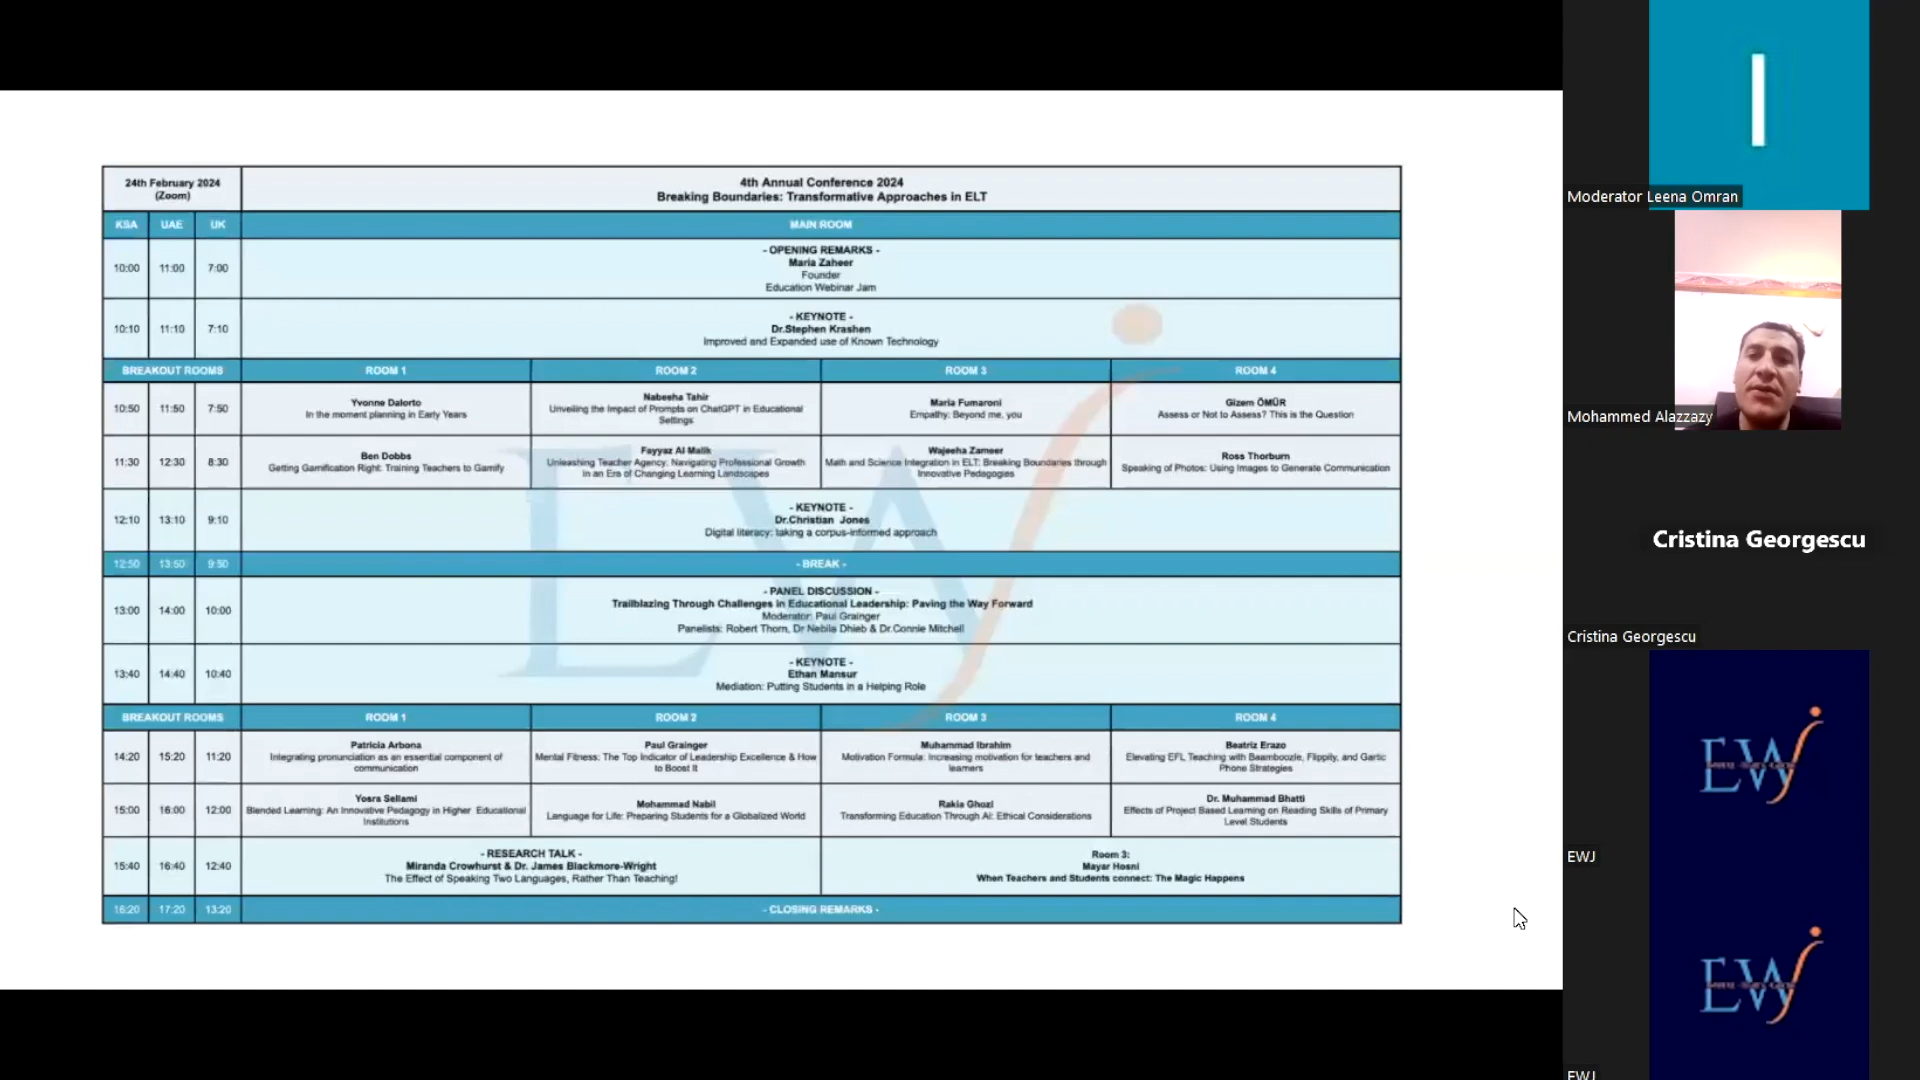 24th February 2024
(Zoom)
4th Annual Conference 2024
Breaking Boundaries: Transformative Approaches in ELT
KSA UAE UK MAIN ROOM
10:00 11:00 7:00
- OPENING REMARKS -
Maria Zaheer
Founder
Education Webinar Jam
10:10 11:10 7:10
- KEYNOTE -
Dr.Stephen Krashen
Improved and Expanded use of Known Technology
BREAKOUT ROOMS ROOM 1 ROOM 2 ROOM 3 ROOM 4
10:50 11:50 7:50
Yvonne Dalorto
In the moment planning in Early Years
Nabeeha Tahir
Unveiling the Impact of Prompts on ChatGPT in Educational
Settings
Maria Fumaroni
Empathy: Beyond me, you
Gizem ÖMÜR
Assess or Not to Assess? This is the Question
11:30 12:30 8:30
Ben Dobbs
Getting Gamification Right: Training Teachers to Gamify
Fayyaz Al Malik
Unleashing Teacher Agency: Navigating Professional Growth
in an Era of Changing Learning Landscapes
Wajeeha Zameer
Math and Science Integration in ELT: Breaking Boundaries through
Innovative Pedagogies
Ross Thorburn
Speaking of Photos: Using Images to Generate Communication
12:10 13:10 9:10
- KEYNOTE -
Dr.Christian Jones
Digital literacy: taking a corpus-informed approach
12:50 13:50 9:50 - BREAK -
13:00 14:00 10:00
- PANEL DISCUSSION -
Trailblazing Through Challenges in Educational Leadership: Paving the Way Forward
Moderator: Paul Grainger
Panelists: Robert Thorn, Dr Nebila Dhieb & Dr.Connie Mitchell
13:40 14:40 10:40
- KEYNOTE -
Ethan Mansur
Mediation: Putting Students in a Helping Role
BREAKOUT ROOMS ROOM 1 ROOM 2 ROOM 3 ROOM 4
14:20 15:20 11:20
Patricia Arbona
Integrating pronunciation as an essential component of
communication
Paul Grainger
Mental Fitness: The Top Indicator of Leadership Excellence & How
to Boost It
Muhammad Ibrahim
Motivation Formula: Increasing motivation for teachers and
learners
Beatriz Erazo
Elevating EFL Teaching with Baamboozle, Flippity, and Gartic
Phone Strategies
15:00 16:00 12:00
Yosra Sellami
Blended Learning: An Innovative Pedagogy in Higher Educational
Institutions
Mohammad Nabil
Language for Life: Preparing Students for a Globalized World
Rakia Ghozi
Transforming Education Through AI: Ethical Considerations
Dr. Muhammad Bhatti
Effects of Project Based Learning on Reading Skills of Primary
Level Students
15:40 16:40 12:40
- RESEARCH TALK -
Miranda Crowhurst & Dr. James Blackmore-Wright
The Effect of Speaking Two Languages, Rather Than Teaching!
Room 3:
Mayar Hosni
When Teachers and Students connect: The Magic Happens
16:20 17:20 13:20 - CLOSING REMARKS -
EWJ
I
Moderator Leena Omran
Mohammed Alazzazy
Cristina Georgescu
Cristina Georgescu
EWJ
EWJ
EWJ
EWJ